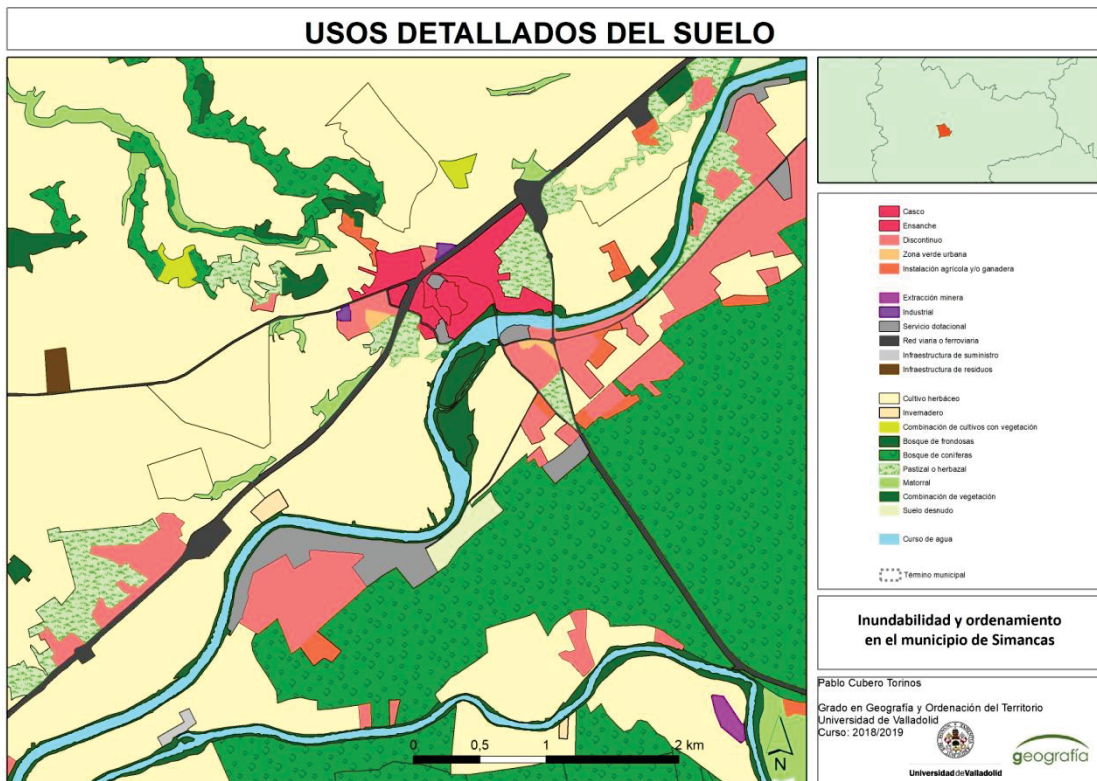 USOS DETALLADOS DEL SUELO
Casco
Ensanche
Discontinuo
Zona verde urbana
Instalación agrícola y/o ganadera
Extracción minera
Industrial
Servicio dotacional
Red viaria o ferroviaria
Infraestructura de suministro
Infraestructura de residuos
Cultivo herbáceo
Invernadero
Combinación de cultivos con vegetación
Bosque de frondosas
Bosque de coníferas
Pastizal o herbazal
Matorral
Combinación de vegetación
Suelo desnudo
Curso de agua
Término municipal
Inundabilidad y ordenamiento
en el municipio de Simancas
Pablo Cubero Torinos
Grado en Geografía y Ordenación del Territorio
Universidad de Valladolid
Curso: 2018/2019
Universidad de Valladolid
geografía
0 0,5 1 2 km
N